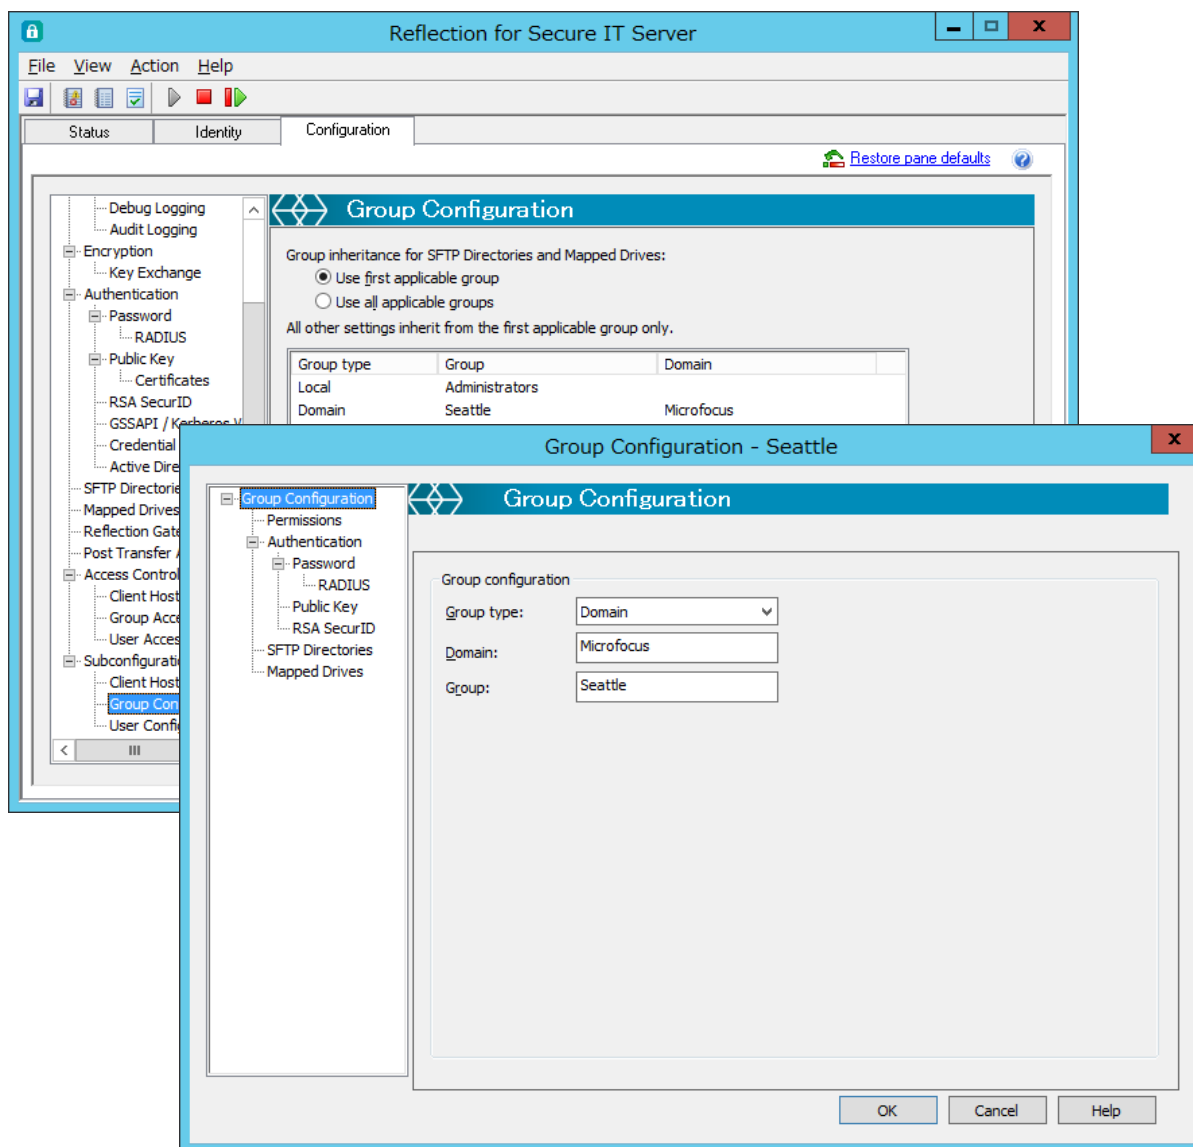 Reflection for Secure IT Server
File View Action Help
Status Identity Configuration
Restore pane defaults
Debug Logging
Audit Logging
Encryption
Key Exchange
Authentication
Password
RADIUS
Public Key
Certificates
RSA SecurID
GSSAPI / Kerberos V
Credential
Active Dire
SFTP Directorie
Mapped Drives
Reflection Gate
Post Transfer
Access Control
Client Host
Group Acce
User Acces
Subconfigurati
Client Host
Group Con
User Config
Group Configuration
Group inheritance for SFTP Directories and Mapped Drives:
Use first applicable group
Use all applicable groups
All other settings inherit from the first applicable group only.
Group type Group Domain
Local Administrators
Domain Seattle Microfocus
Group Configuration - Seattle
Group Configuration
Permissions
Authentication
Password
RADIUS
Public Key
RSA SecurID
SFTP Directories
Mapped Drives
Group Configuration
Group configuration
Group type: Domain
Domain: Microfocus
Group: Seattle
OK Cancel Help